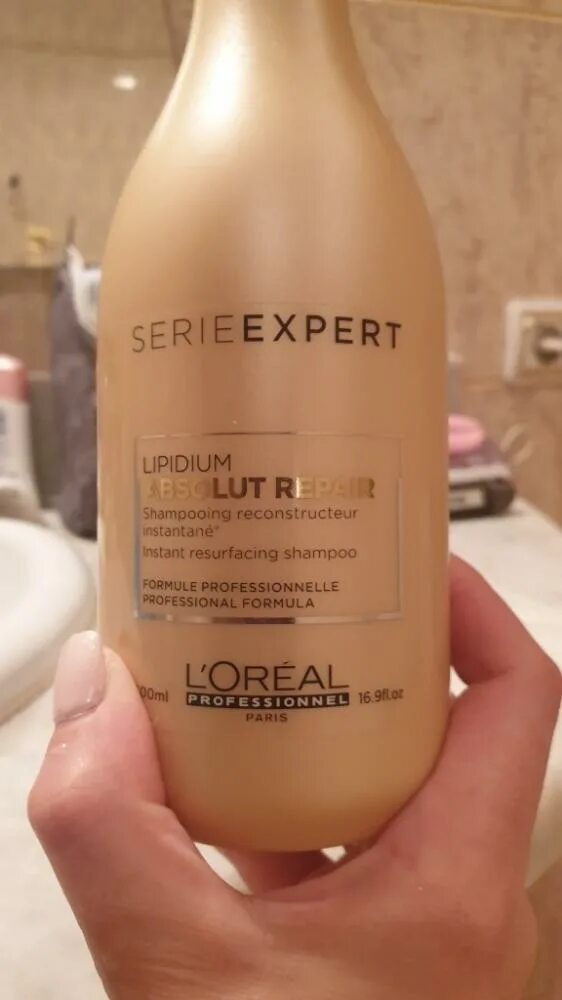 SERIEEXPERT
LIPIDIUM
ABSOLUT REPAIR
Shampooing reconstructeur
instantané*
Instant resurfacing shampoo
FORMULE PROFESSIONNELLE
PROFESSIONAL FORMULA
L'ORÉAL
PROFESSIONNEL
PARIS
16.9fl.oz